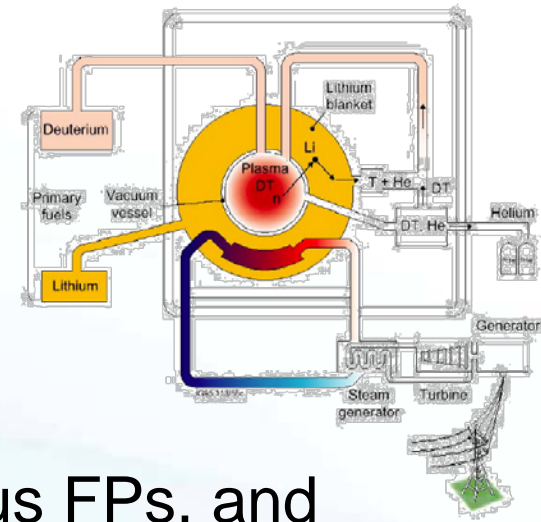 Lithium
blanket
Deuterium
Li
Plasma
DT
n
T + He
DT
Primary
fuels
Vacuum
vessel
DT, He
Helium
Lithium
Generator
Steam
generator
Turbine
us FPs, and